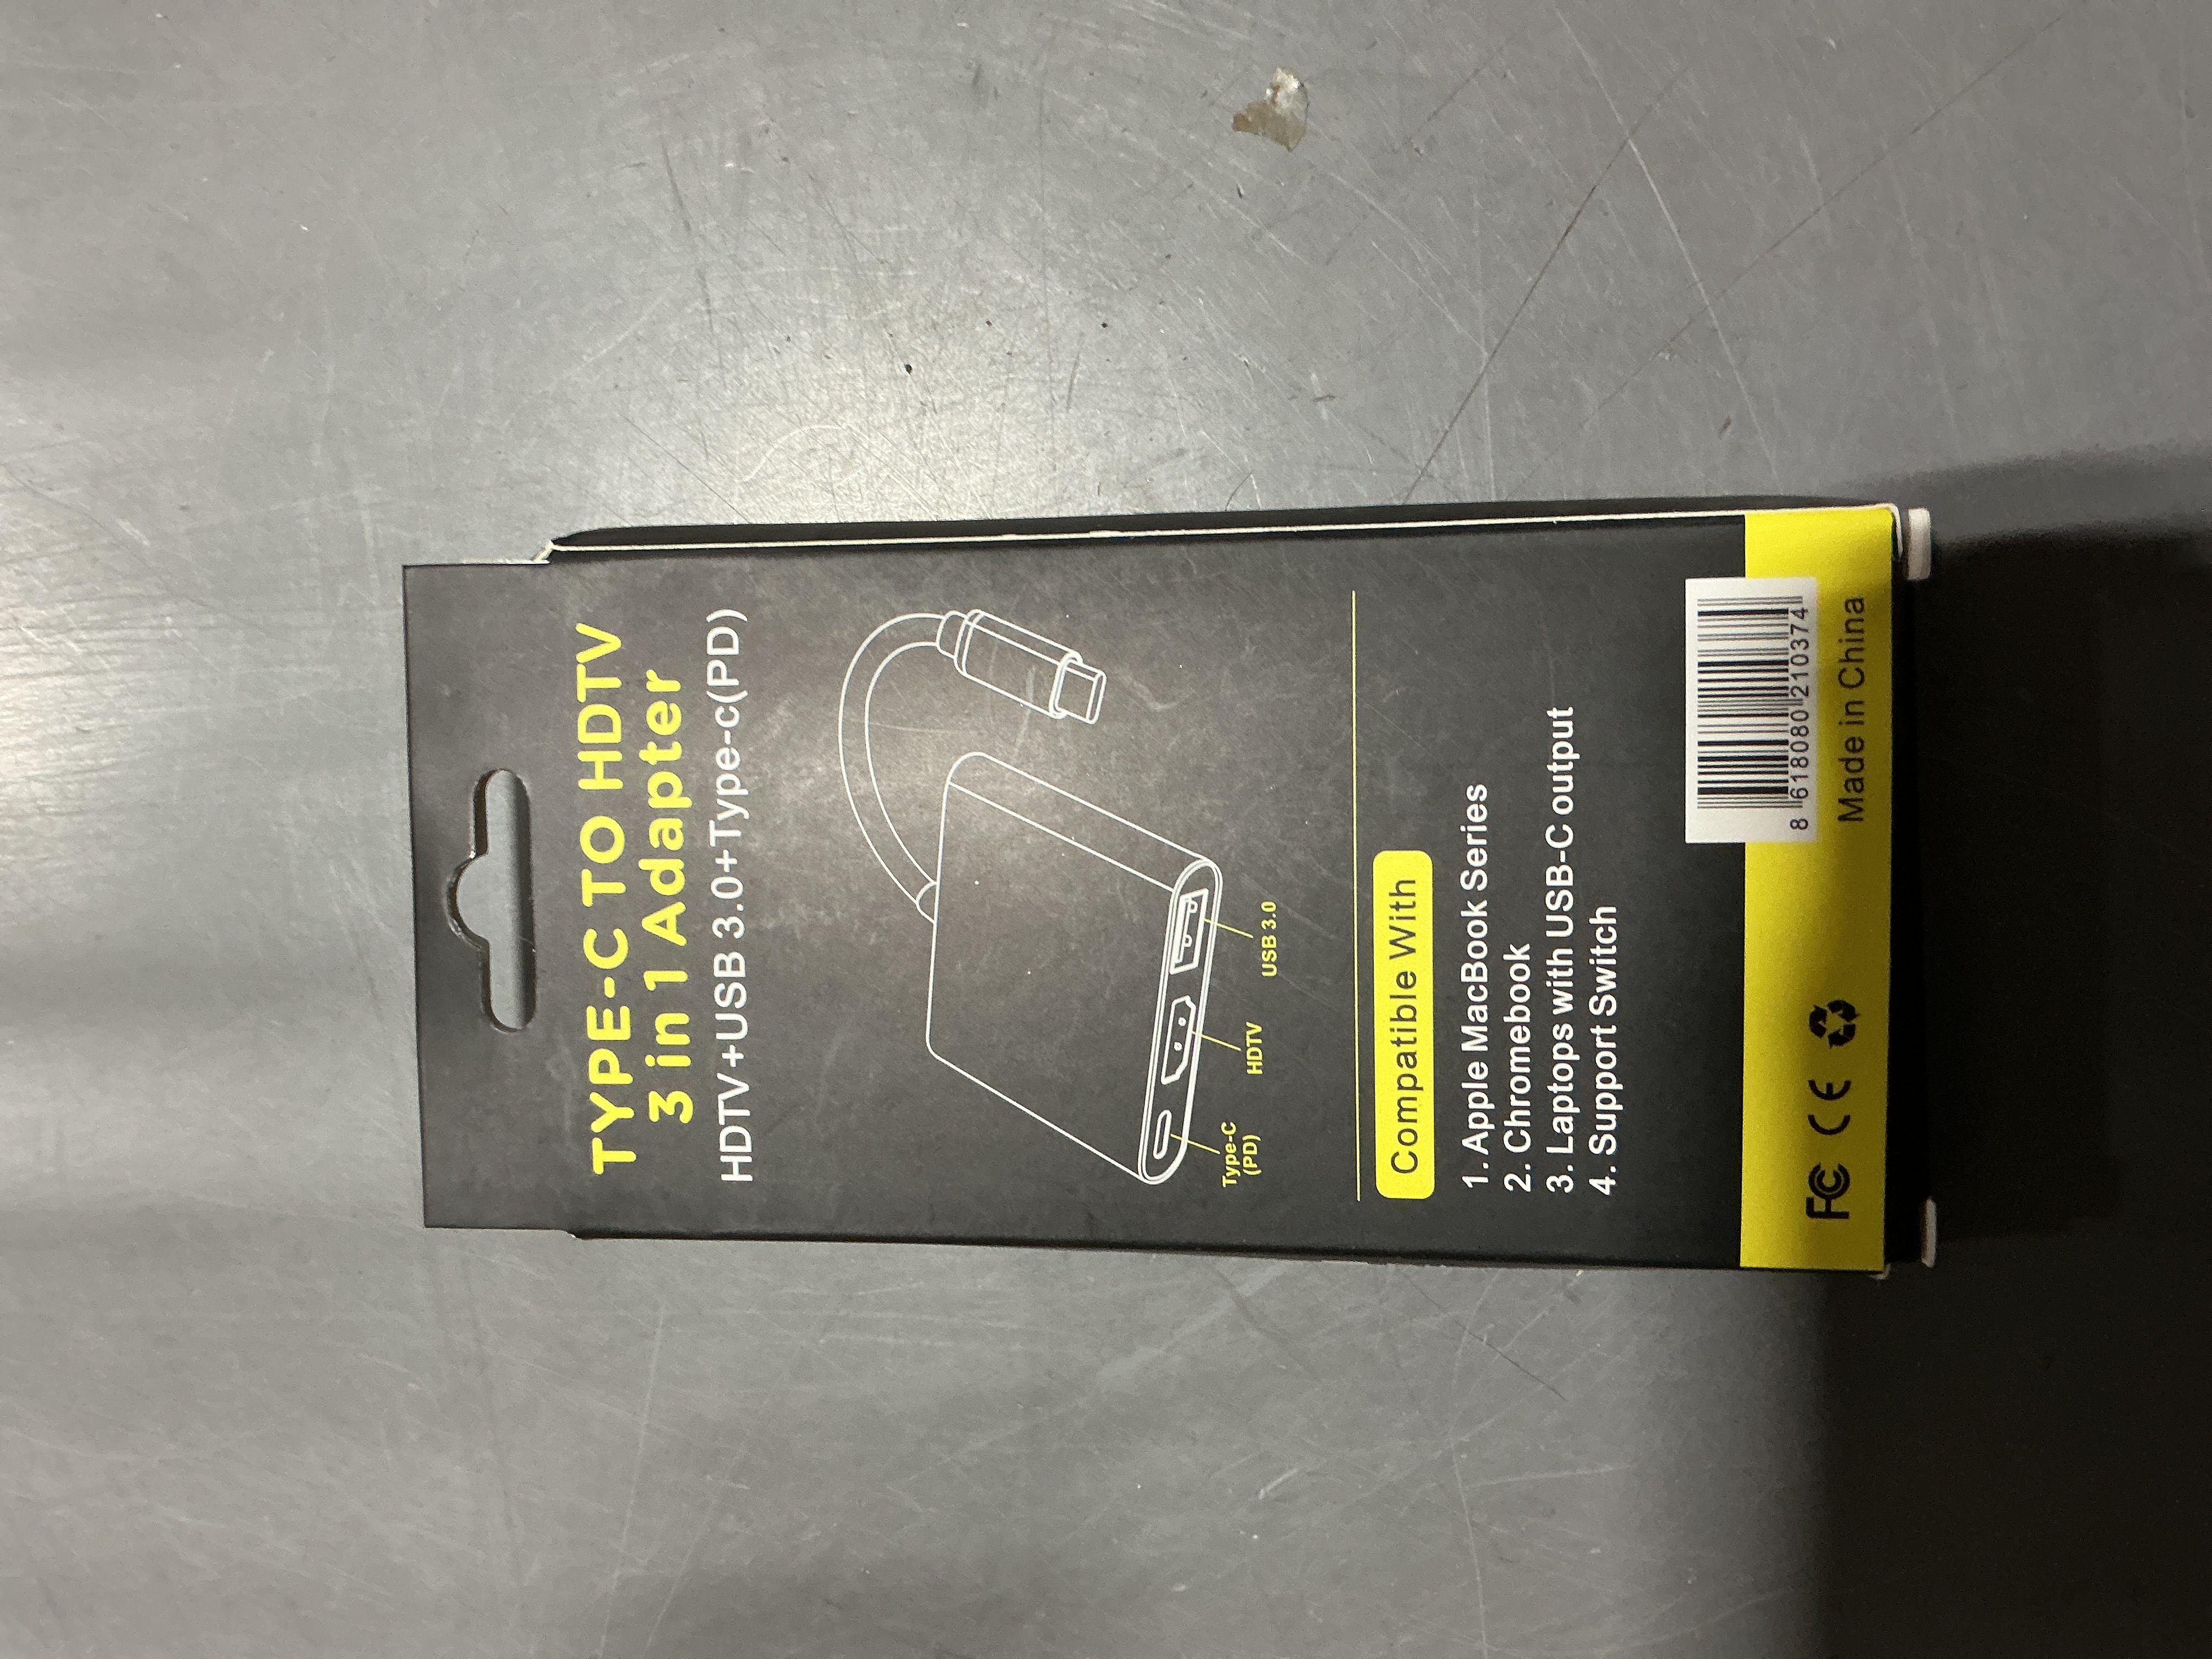 TYPE-C TO HDTV
3 in 1 Adapter
HDTV+USB 3.0+Type-c(PD)
Type-C
(PD)
HDTV
USB 3.0
Compatible With
1. Apple MacBook Series
2. Chromebook
3. Laptops with USB-C output
4. Support Switch
8 618080 210374
FC CE
Made in China